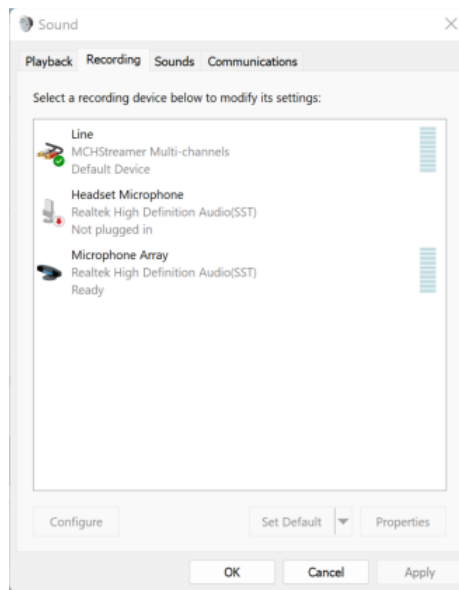 Sound
Playback Recording Sounds Communications
Select a recording device below to modify its settings:
Line
MCHStreamer Multi-channels
Default Device
Headset Microphone
Realtek High Definition Audio(SST)
Not plugged in
Microphone Array
Realtek High Definition Audio(SST)
Ready
Configure Set Default Properties
OK Cancel Apply